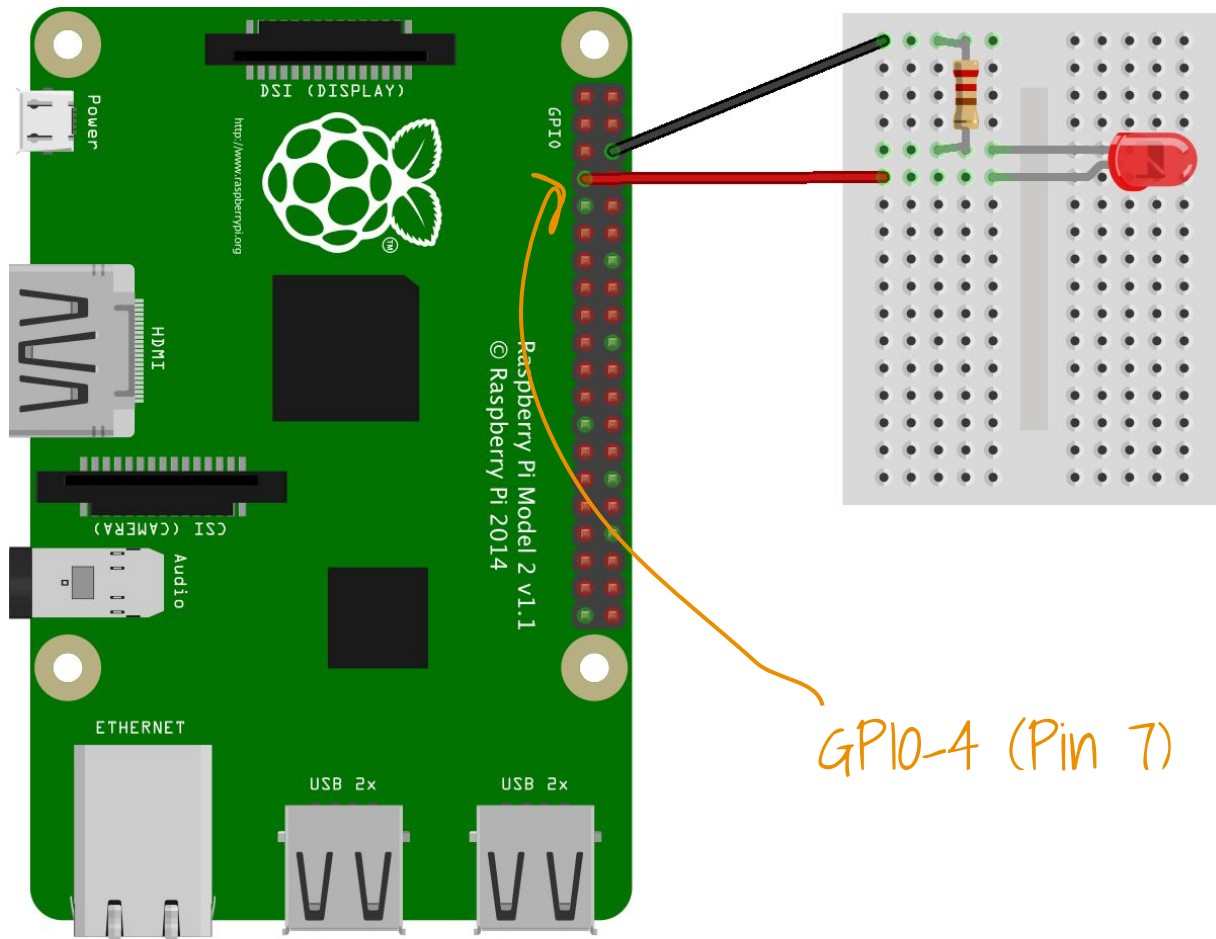 DSI (DISPLAY)
Power
GPIO
http://www.raspberrypi.org
TM
HDMI
Raspberry Pi Model 2 v1.1
© Raspberry Pi 2014
CSI (CAMERA)
Audio
ETHERNET
USB 2x
USB 2x
GPIO-4 (Pin 7)